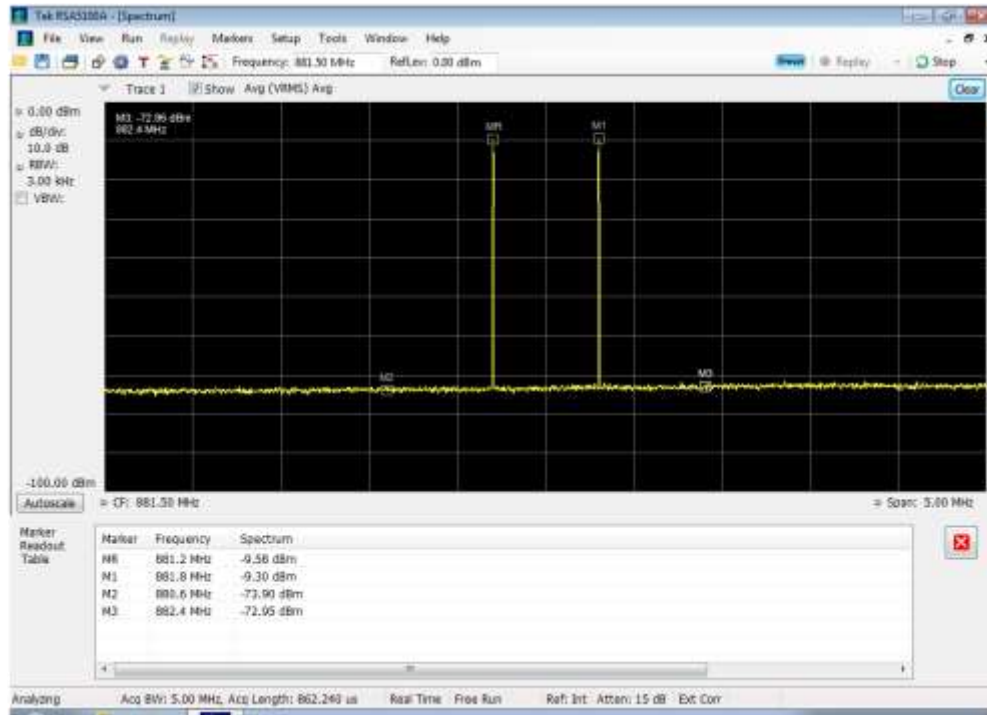 Tek RSA5100A - [Spectrum]
File View Run Replay Markers Setup Tools Window Help
Frequency: 881.50 MHz RefLev: 0.00 dBm Preset Replay Stop
Trace 1 Show Avg (VRMS) Avg Clear
0.00 dBm
dB/div:
10.0 dB
RBW:
3.00 kHz
VBW:
M3: -72.95 dBm
882.4 MHz
MR M1
M2 M3
-100.00 dBm
Autoscale CF: 881.50 MHz Span: 5.00 MHz
Marker
Readout
Table
Marker Frequency Spectrum
MR 881.2 MHz -9.56 dBm
M1 881.8 MHz -9.30 dBm
M2 880.6 MHz -73.90 dBm
M3 882.4 MHz -72.95 dBm
Analyzing Acq BW: 5.00 MHz, Acq Length: 862.240 us Real Time Free Run Ref: Int Atten: 15 dB Ext Corr